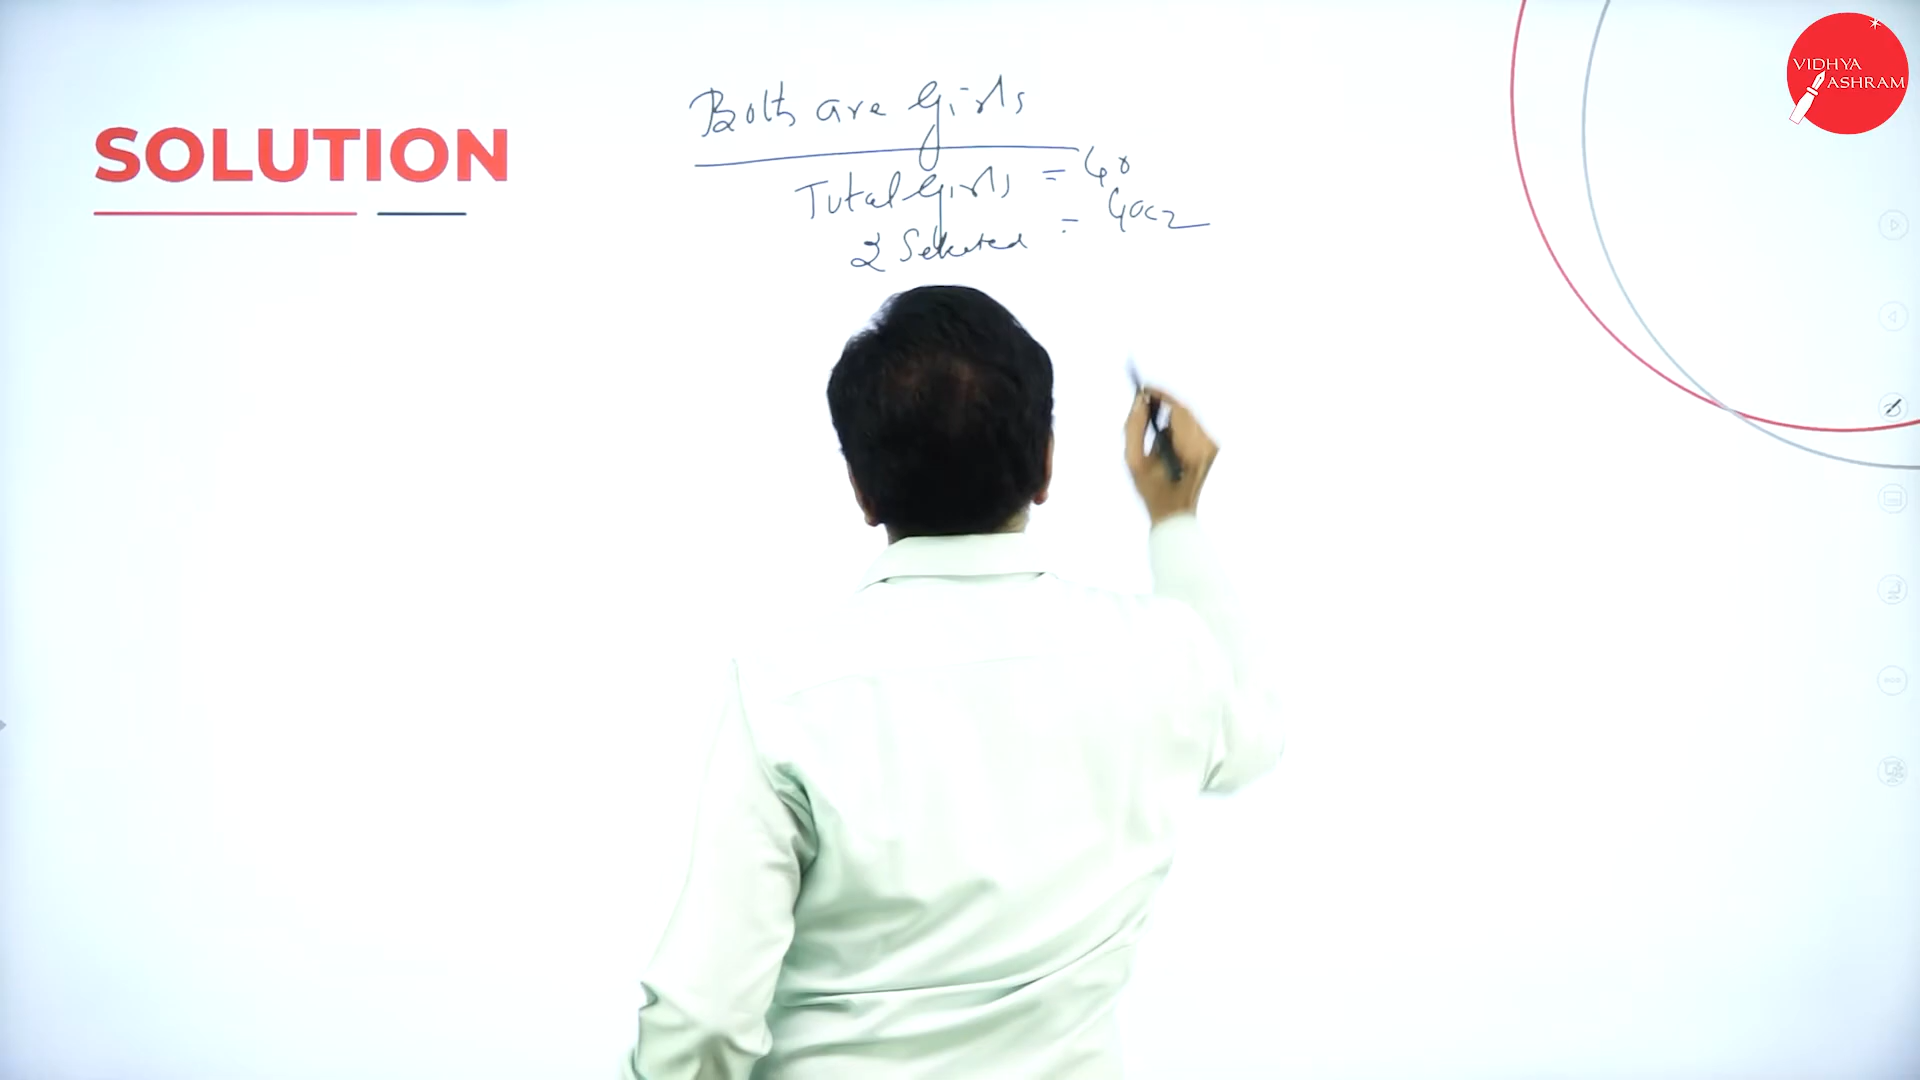 VIDHYA
ASHRAM
SOLUTION
Both are Girls
Total Girls = 40
2 Selected = 40c2